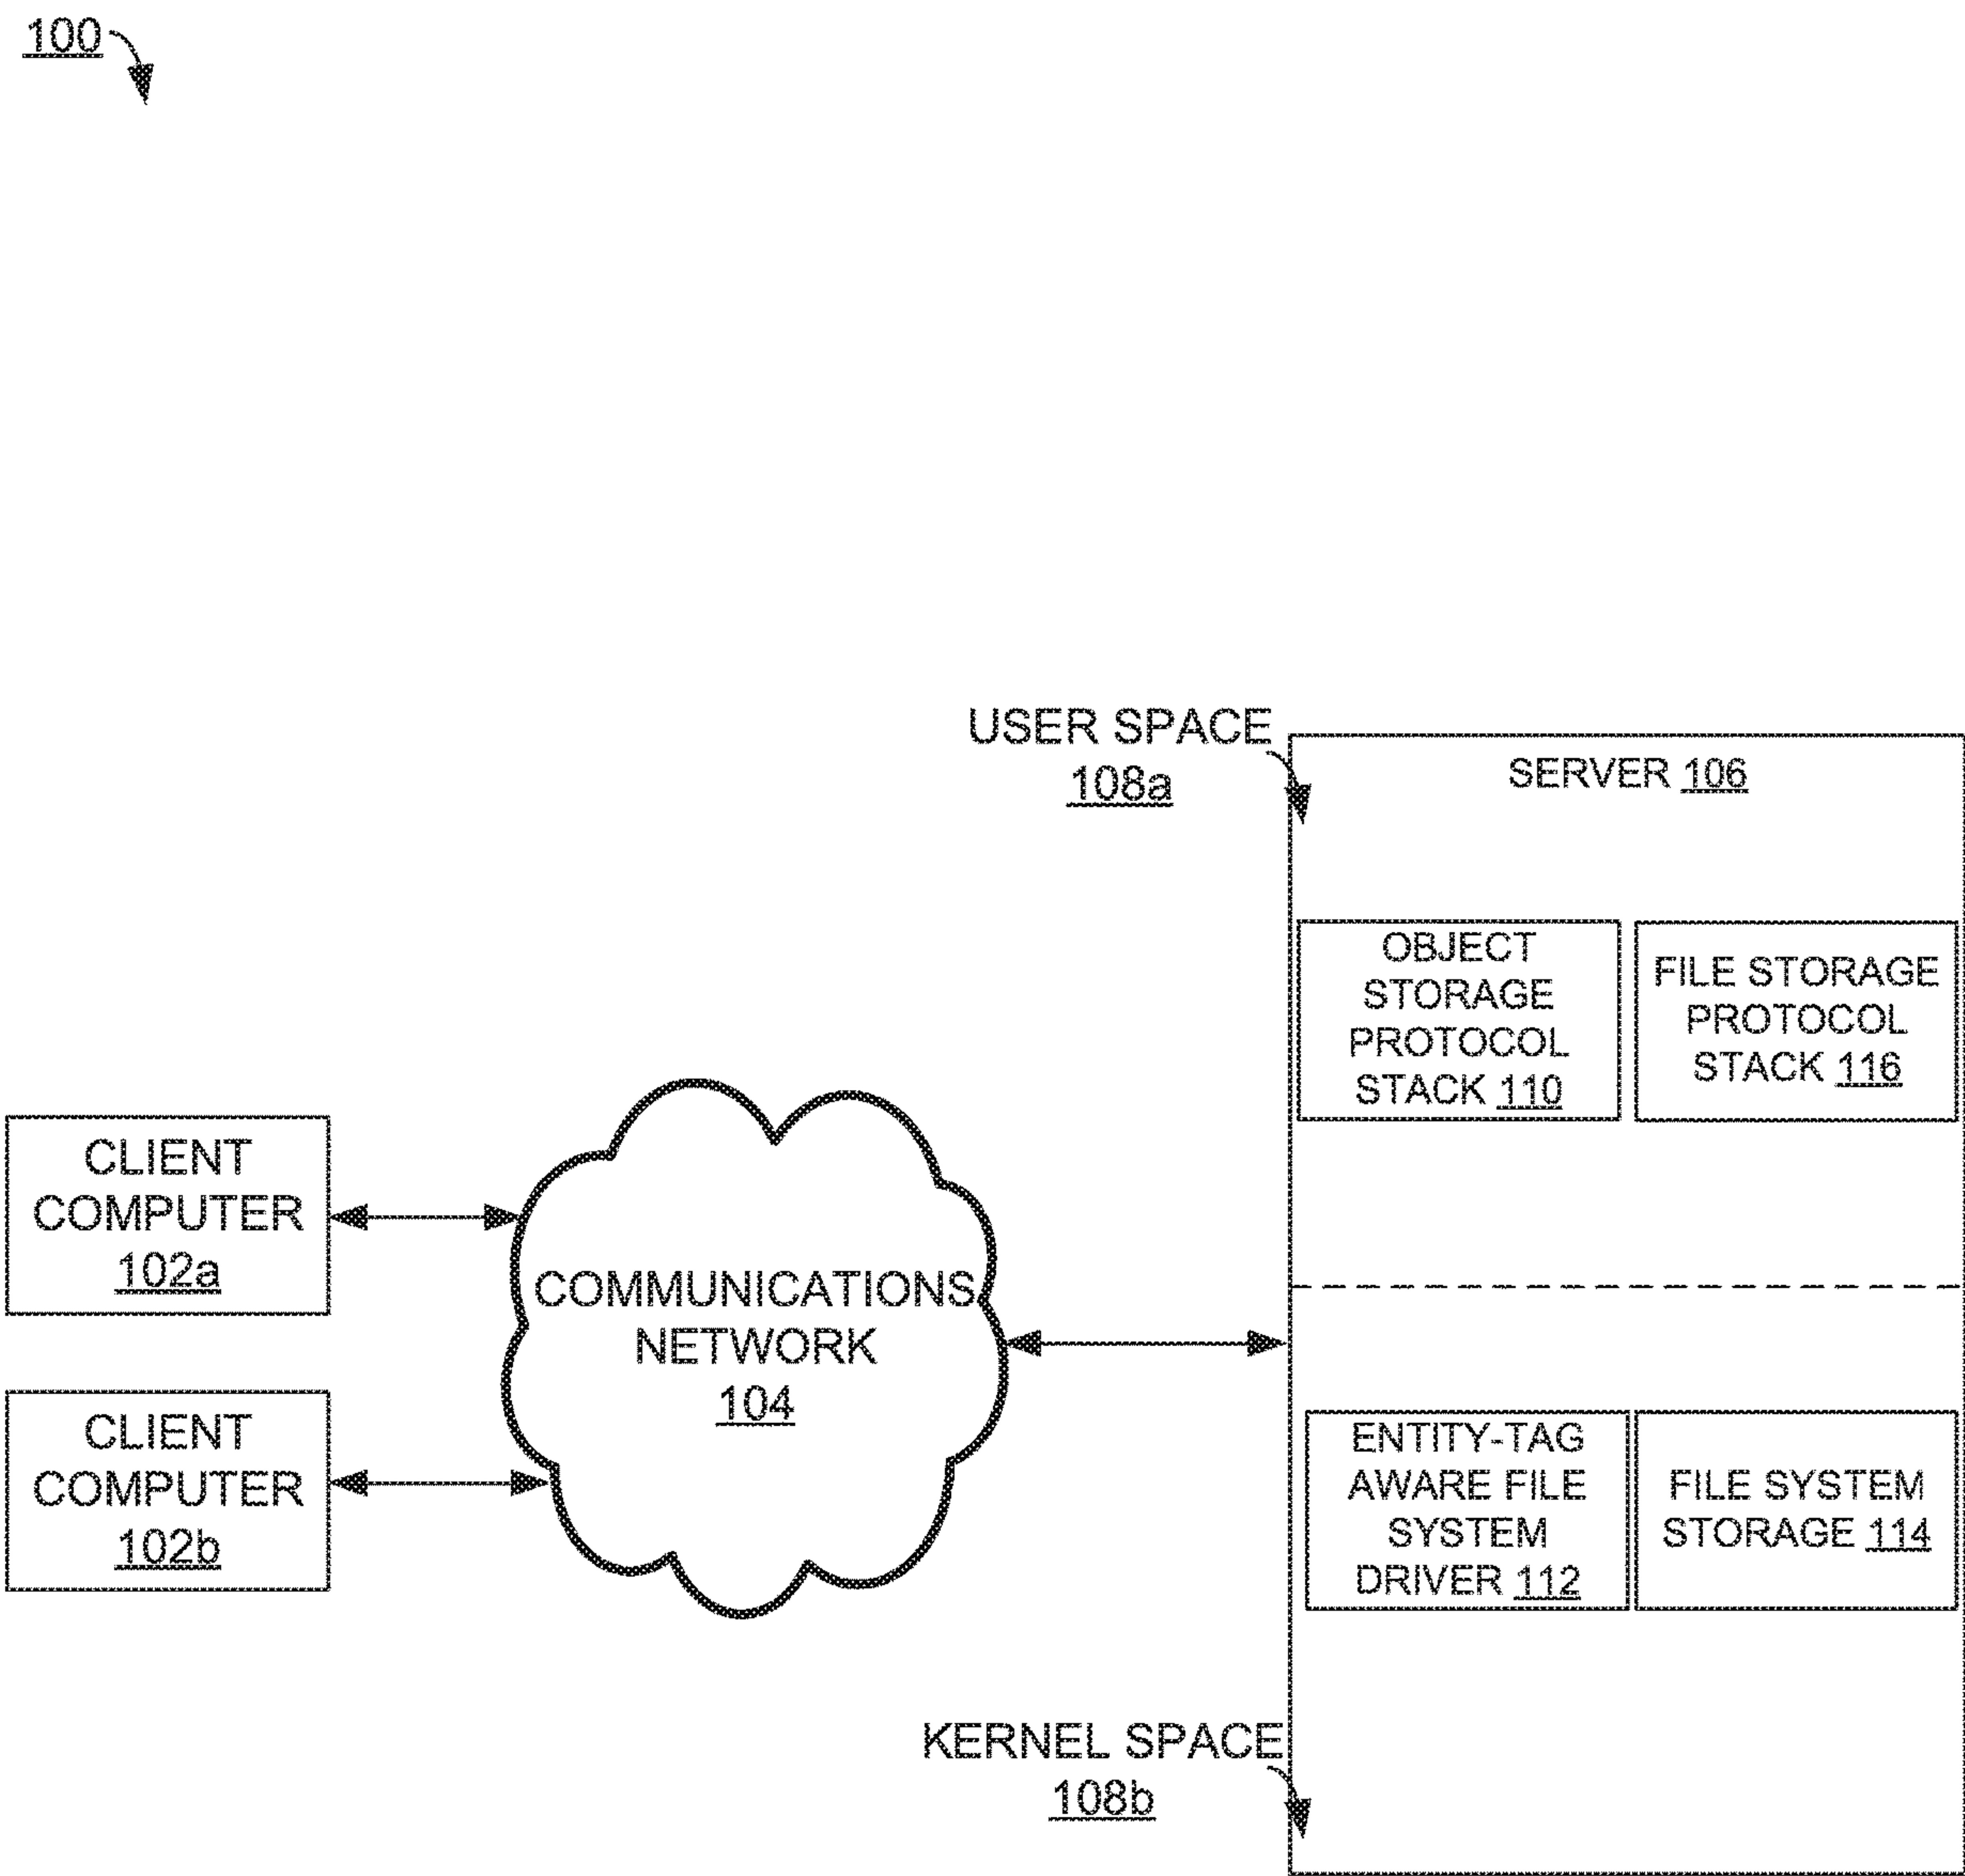 100
USER SPACE
108a
SERVER 106
OBJECT
STORAGE
PROTOCOL
STACK 110
FILE STORAGE
PROTOCOL
STACK 116
CLIENT
COMPUTER
102a
COMMUNICATIONS
NETWORK
104
CLIENT
COMPUTER
102b
ENTITY-TAG
AWARE FILE
SYSTEM
DRIVER 112
FILE SYSTEM
STORAGE 114
KERNEL SPACE
108b